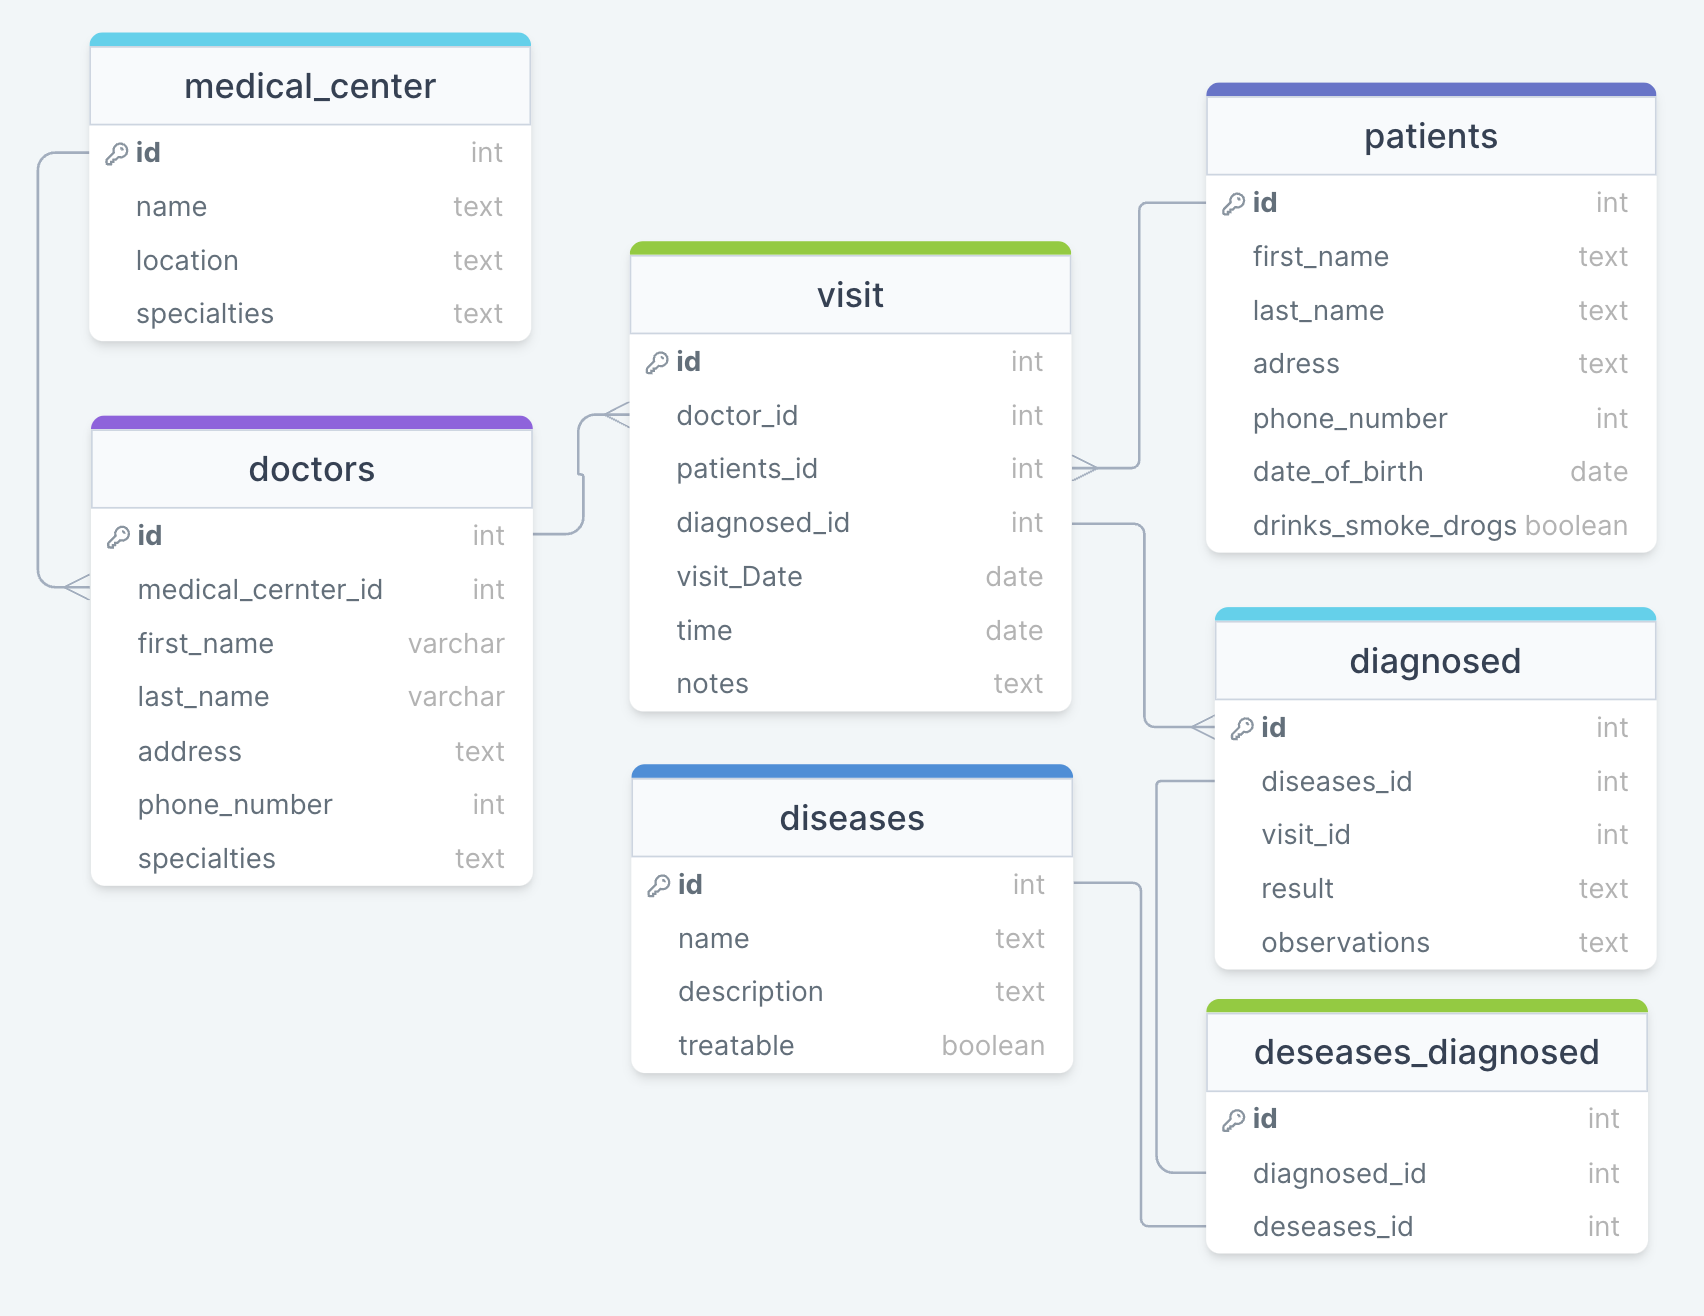 medical_center
id int
name text
location text
specialties text
doctors
id int
medical_cernter_id int
first_name varchar
last_name varchar
address text
phone_number int
specialties text
visit
id int
doctor_id int
patients_id int
diagnosed_id int
visit_Date date
time date
notes text
diseases
id int
name text
description text
treatable boolean
patients
id int
first_name text
last_name text
adress text
phone_number int
date_of_birth date
drinks_smoke_drogs boolean
diagnosed
id int
diseases_id int
visit_id int
result text
observations text
deseases_diagnosed
id int
diagnosed_id int
deseases_id int